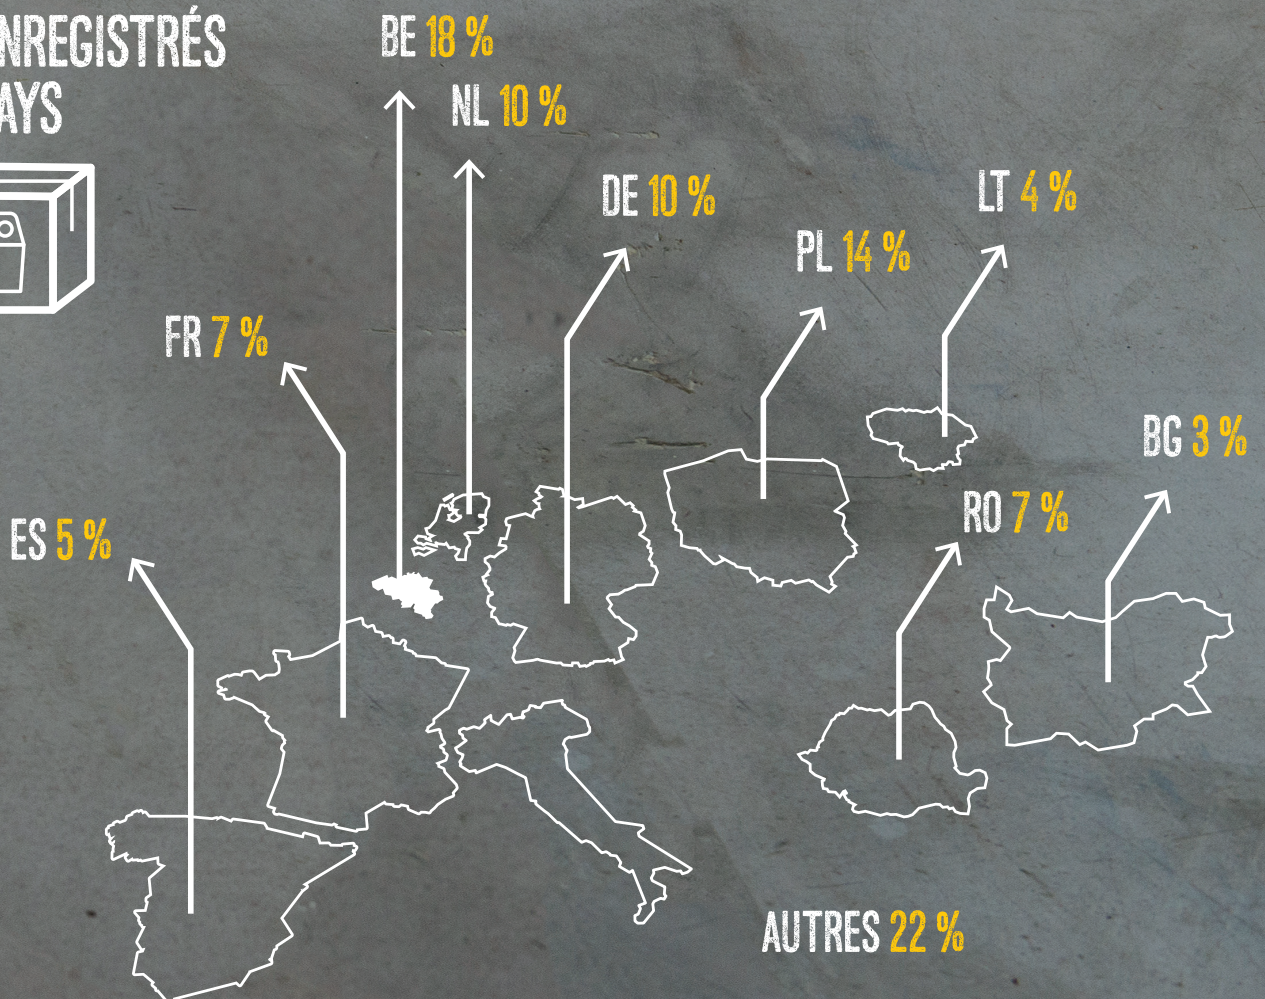 NREGISTRÉS
AYS
BE 18 %
NL 10 %
DE 10 %
LT 4 %
PL 14 %
FR 7 %
BG 3 %
RO 7 %
ES 5 %
AUTRES 22 %